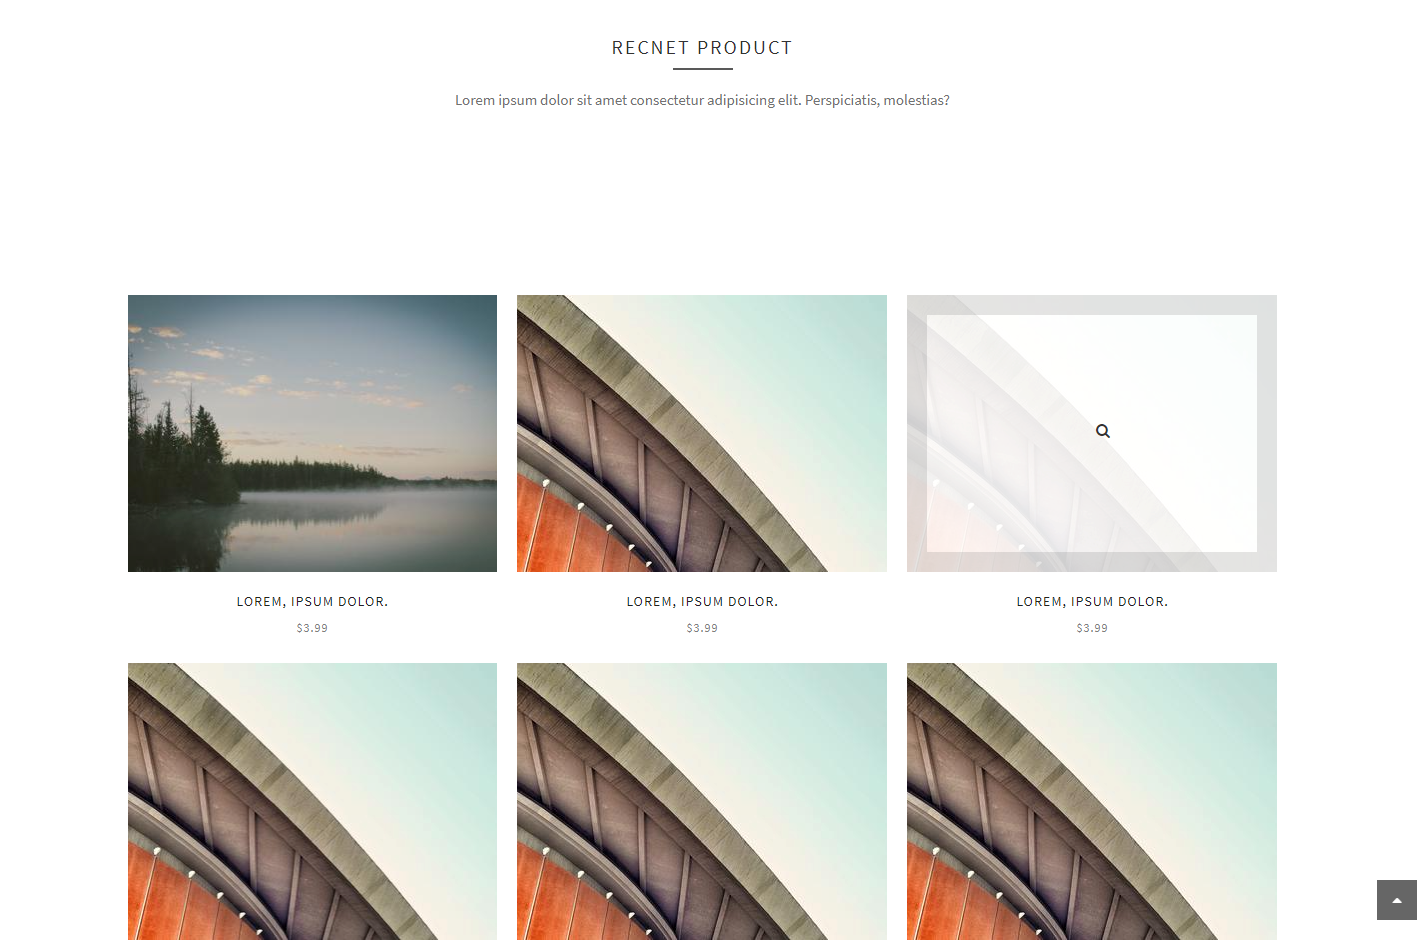 RECNET PRODUCT
Lorem ipsum dolor sit amet consectetur adipisicing elit. Perspiciatis, molestias?
LOREM, IPSUM DOLOR.
$3.99
LOREM, IPSUM DOLOR.
$3.99
LOREM, IPSUM DOLOR.
$3.99